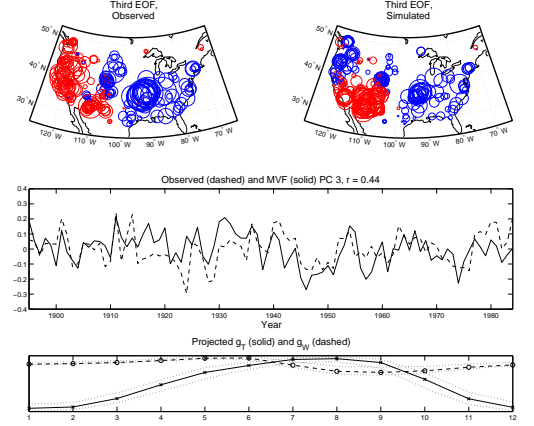 Third EOF,
Observed
Third EOF,
Simulated
50° N
40° N
30° N
120° W
110° W
100° W
90° W
80° W
70° W
50° N
40° N
30° N
120° W
110° W
100° W
90° W
80° W
70° W
Observed (dashed) and MVF (solid) PC 3, r = 0.44
0.4
0.3
0.2
0.1
0
−0.1
−0.2
−0.3
−0.4
1900
1910
1920
1930
1940
1950
1960
1970
1980
Year
Projected g_T (solid) and g_W (dashed)
1
2
3
4
5
6
7
8
9
10
11
12